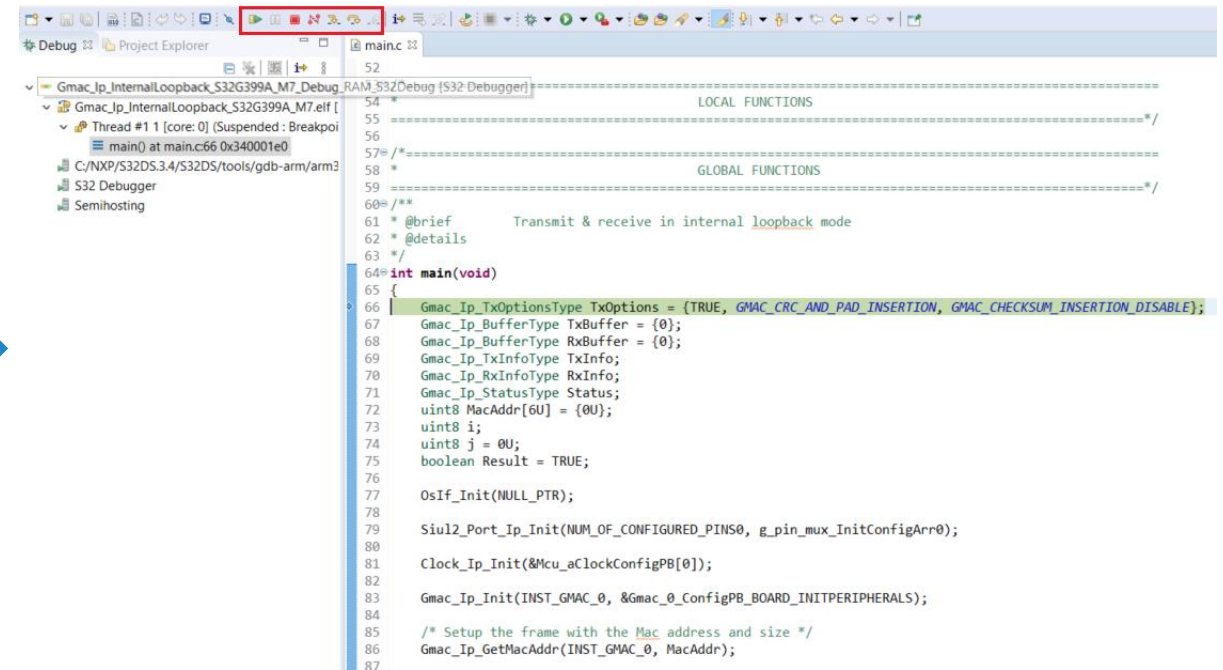 Debug
Project Explorer
main.c
Gmac_Ip_InternalLoopback_S32G399A_M7_Debug_RAM_S32Debug [S32 Debugger]
Gmac_Ip_InternalLoopback_S32G399A_M7.elf [
Thread #1 1 [core: 0] (Suspended : Breakpoi
main() at main.c:66 0x340001e0
C:/NXP/S32DS.3.4/S32DS/tools/gdb-arm/arm3
S32 Debugger
Semihosting
52
54 * LOCAL FUNCTIONS
55 ==================================================================================================*/
56
57 /*==================================================================================================
58 * GLOBAL FUNCTIONS
59 ==================================================================================================*/
60 /**
61 * @brief Transmit & receive in internal loopback mode
62 * @details
63 */
64 int main(void)
65 {
66 Gmac_Ip_TxOptionsType TxOptions = {TRUE, GMAC_CRC_AND_PAD_INSERTION, GMAC_CHECKSUM_INSERTION_DISABLE};
67 Gmac_Ip_BufferType TxBuffer = {0};
68 Gmac_Ip_BufferType RxBuffer = {0};
69 Gmac_Ip_TxInfoType TxInfo;
70 Gmac_Ip_RxInfoType RxInfo;
71 Gmac_Ip_StatusType Status;
72 uint8 MacAddr[6U] = {0U};
73 uint8 i;
74 uint8 j = 0U;
75 boolean Result = TRUE;
76
77 OsIf_Init(NULL_PTR);
78
79 Siul2_Port_Ip_Init(NUM_OF_CONFIGURED_PINS0, g_pin_mux_InitConfigArr0);
80
81 Clock_Ip_Init(&Mcu_aClockConfigPB[0]);
82
83 Gmac_Ip_Init(INST_GMAC_0, &Gmac_0_ConfigPB_BOARD_INITPERIPHERALS);
84
85 /* Setup the frame with the Mac address and size */
86 Gmac_Ip_GetMacAddr(INST_GMAC_0, MacAddr);
87